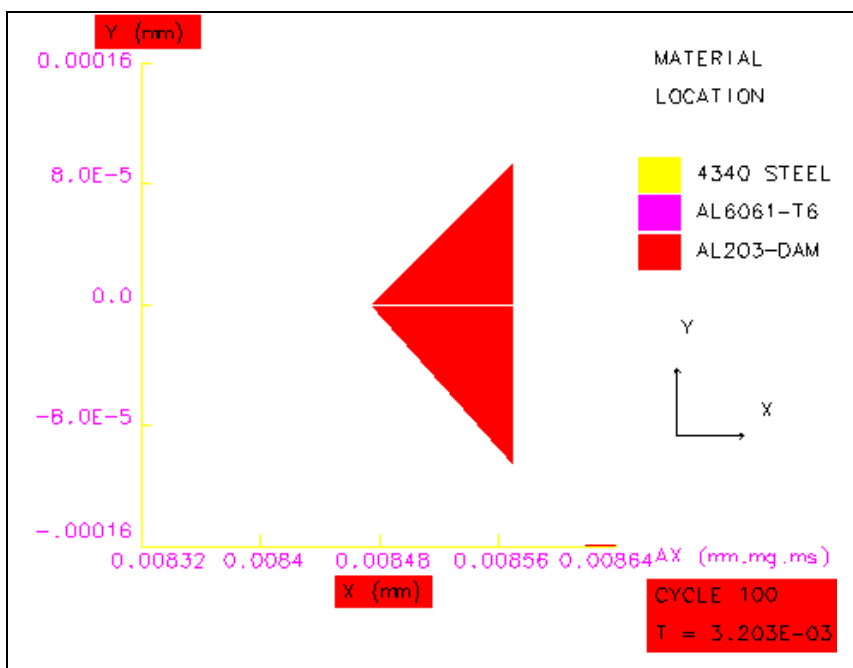 Y (mm)
0.00016
8.0E-5
0.0
-8.0E-5
-.00016
0.00832 0.0084 0.00848 0.00856 0.00864
X (mm)
AX (mm.mg.ms)
MATERIAL
LOCATION
4340 STEEL
AL6061-T6
AL203-DAM
Y
X
CYCLE 100
T = 3.203E-03